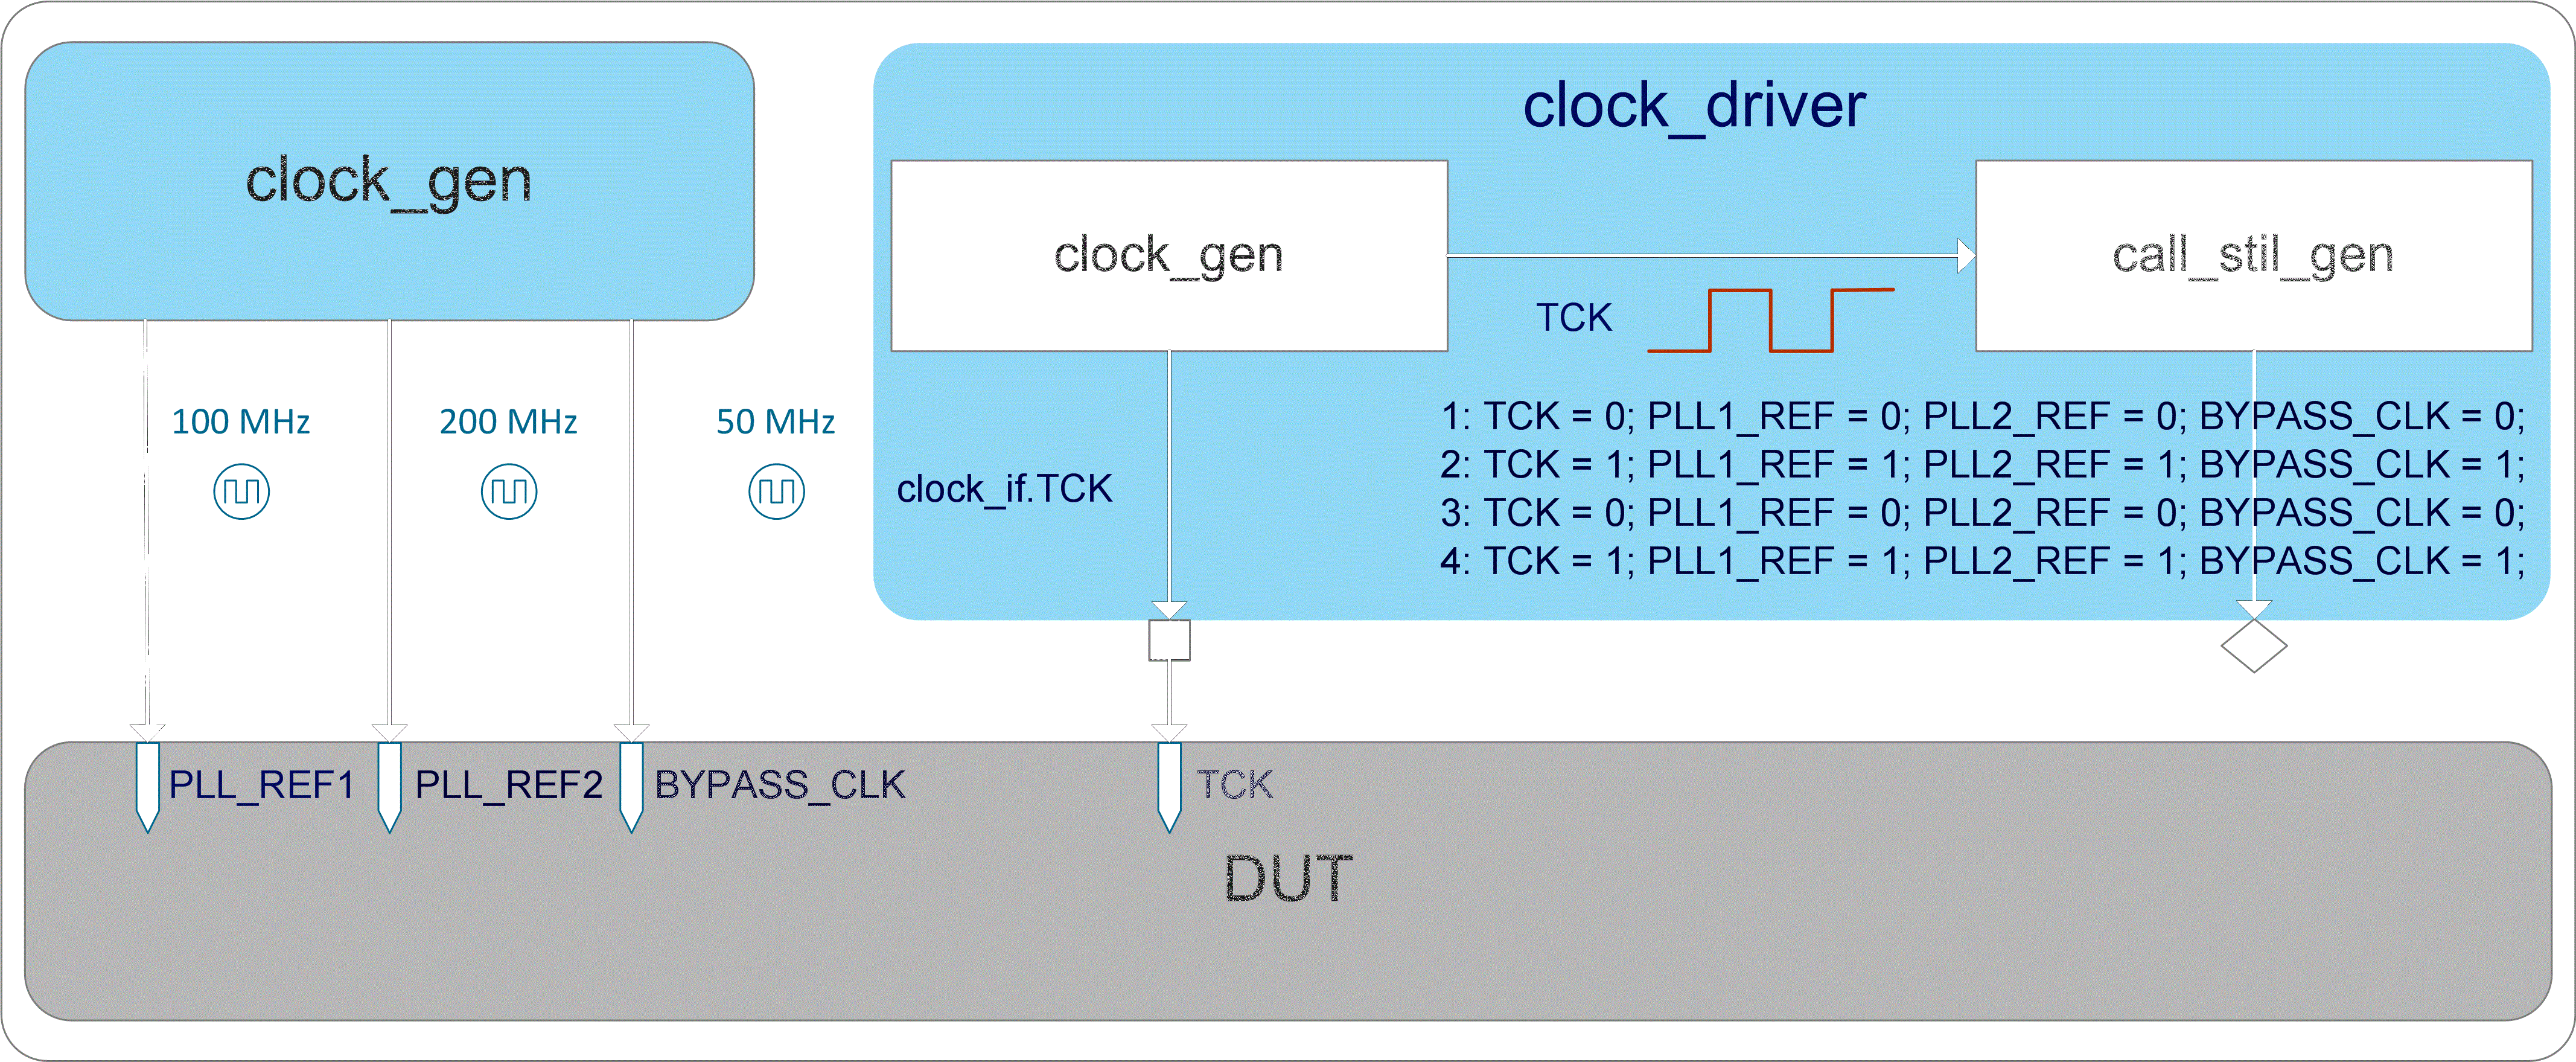 clock_driver
clock_gen
clock_gen
call_stil_gen
TCK
100 MHz
200 MHz
50 MHz
clock_if.TCK
1: TCK = 0; PLL1_REF = 0; PLL2_REF = 0; BYPASS_CLK = 0;
2: TCK = 1; PLL1_REF = 1; PLL2_REF = 1; BYPASS_CLK = 1;
3: TCK = 0; PLL1_REF = 0; PLL2_REF = 0; BYPASS_CLK = 0;
4: TCK = 1; PLL1_REF = 1; PLL2_REF = 1; BYPASS_CLK = 1;
PLL_REF1
PLL_REF2
BYPASS_CLK
TCK
DUT